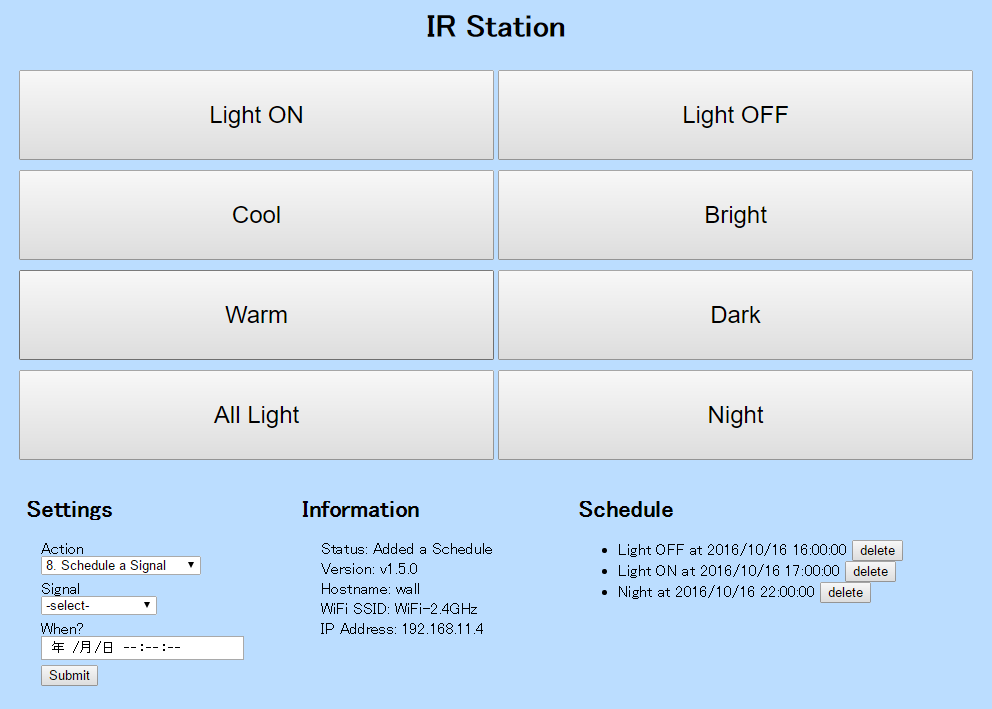 IR Station
Light ON
Light OFF
Cool
Bright
Warm
Dark
All Light
Night
Settings
Action
8. Schedule a Signal
Signal
-select-
When?
年 /月/日 --:--:--
Submit
Information
Status: Added a Schedule
Version: v1.5.0
Hostname: wall
WiFi SSID: WiFi-2.4GHz
IP Address: 192.168.11.4
Schedule
Light OFF at 2016/10/16 16:00:00 delete
Light ON at 2016/10/16 17:00:00 delete
Night at 2016/10/16 22:00:00 delete